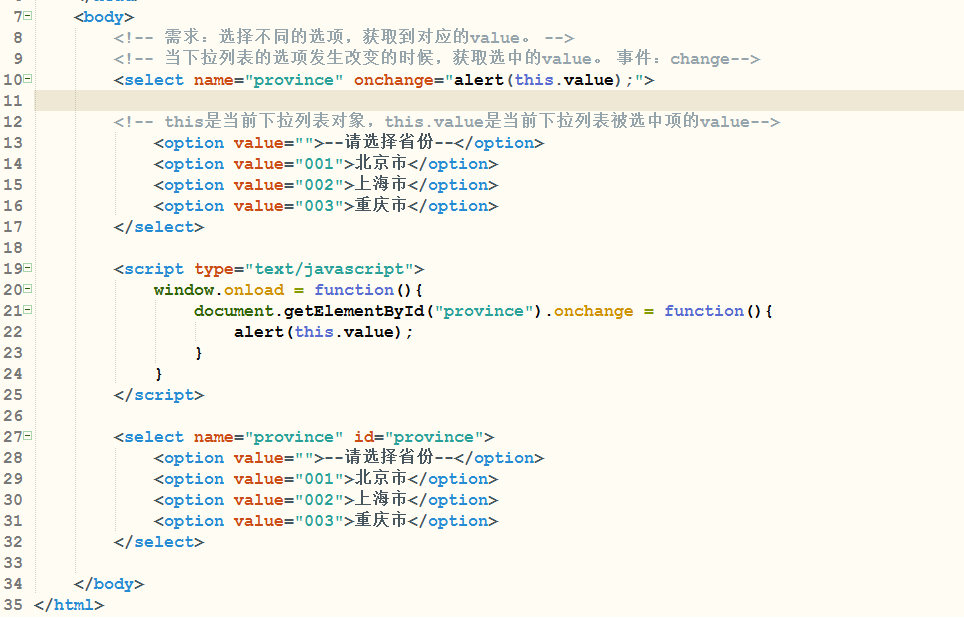 7 <body>
8 <!-- 需求：选择不同的选项，获取到对应的value。 -->
9 <!-- 当下拉列表的选项发生改变的时候，获取选中的value。 事件：change-->
10 <select name="province" onchange="alert(this.value);">
11
12 <!-- this是当前下拉列表对象，this.value是当前下拉列表被选中项的value-->
13 <option value="">--请选择省份--</option>
14 <option value="001">北京市</option>
15 <option value="002">上海市</option>
16 <option value="003">重庆市</option>
17 </select>
18
19 <script type="text/javascript">
20 window.onload = function(){
21 document.getElementById("province").onchange = function(){
22 alert(this.value);
23 }
24 }
25 </script>
26
27 <select name="province" id="province">
28 <option value="">--请选择省份--</option>
29 <option value="001">北京市</option>
30 <option value="002">上海市</option>
31 <option value="003">重庆市</option>
32 </select>
33
34 </body>
35 </html>